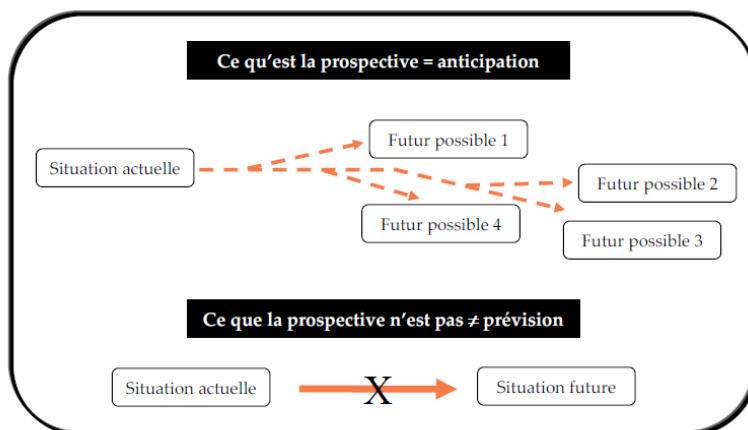 Ce qu’est la prospective = anticipation
Futur possible 1
Situation actuelle
Futur possible 2
Futur possible 4
Futur possible 3
Ce que la prospective n’est pas ≠ prévision
Situation actuelle
X
Situation future